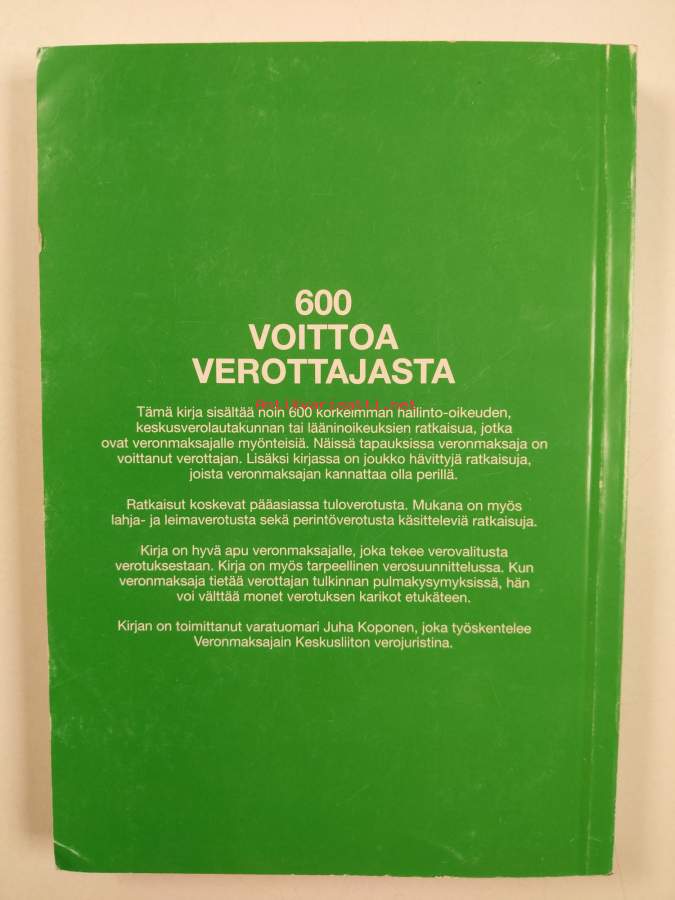 600
VOITTOA
VEROTTAJASTA
antikvariaatti.net
Tämä kirja sisältää noin 600 korkeimman hallinto-oikeuden,
keskusverolautakunnan tai lääninoikeuksien ratkaisua, jotka
ovat veronmaksajalle myönteisiä. Näissä tapauksissa veronmaksaja on
voittanut verottajan. Lisäksi kirjassa on joukko hävittyjä ratkaisuja,
joista veronmaksajan kannattaa olla perillä.
Ratkaisut koskevat pääasiassa tuloverotusta. Mukana on myös
lahja- ja leimaverotusta sekä perintöverotusta käsitteleviä ratkaisuja.
Kirja on hyvä apu veronmaksajalle, joka tekee verovalitusta
verotuksestaan. Kirja on myös tarpeellinen verosuunnittelussa. Kun
veronmaksaja tietää verottajan tulkinnan pulmakysymyksissä, hän
voi välttää monet verotuksen karikot etukäteen.
Kirjan on toimittanut varatuomari Juha Koponen, joka työskentelee
Veronmaksajain Keskusliiton verojuristina.